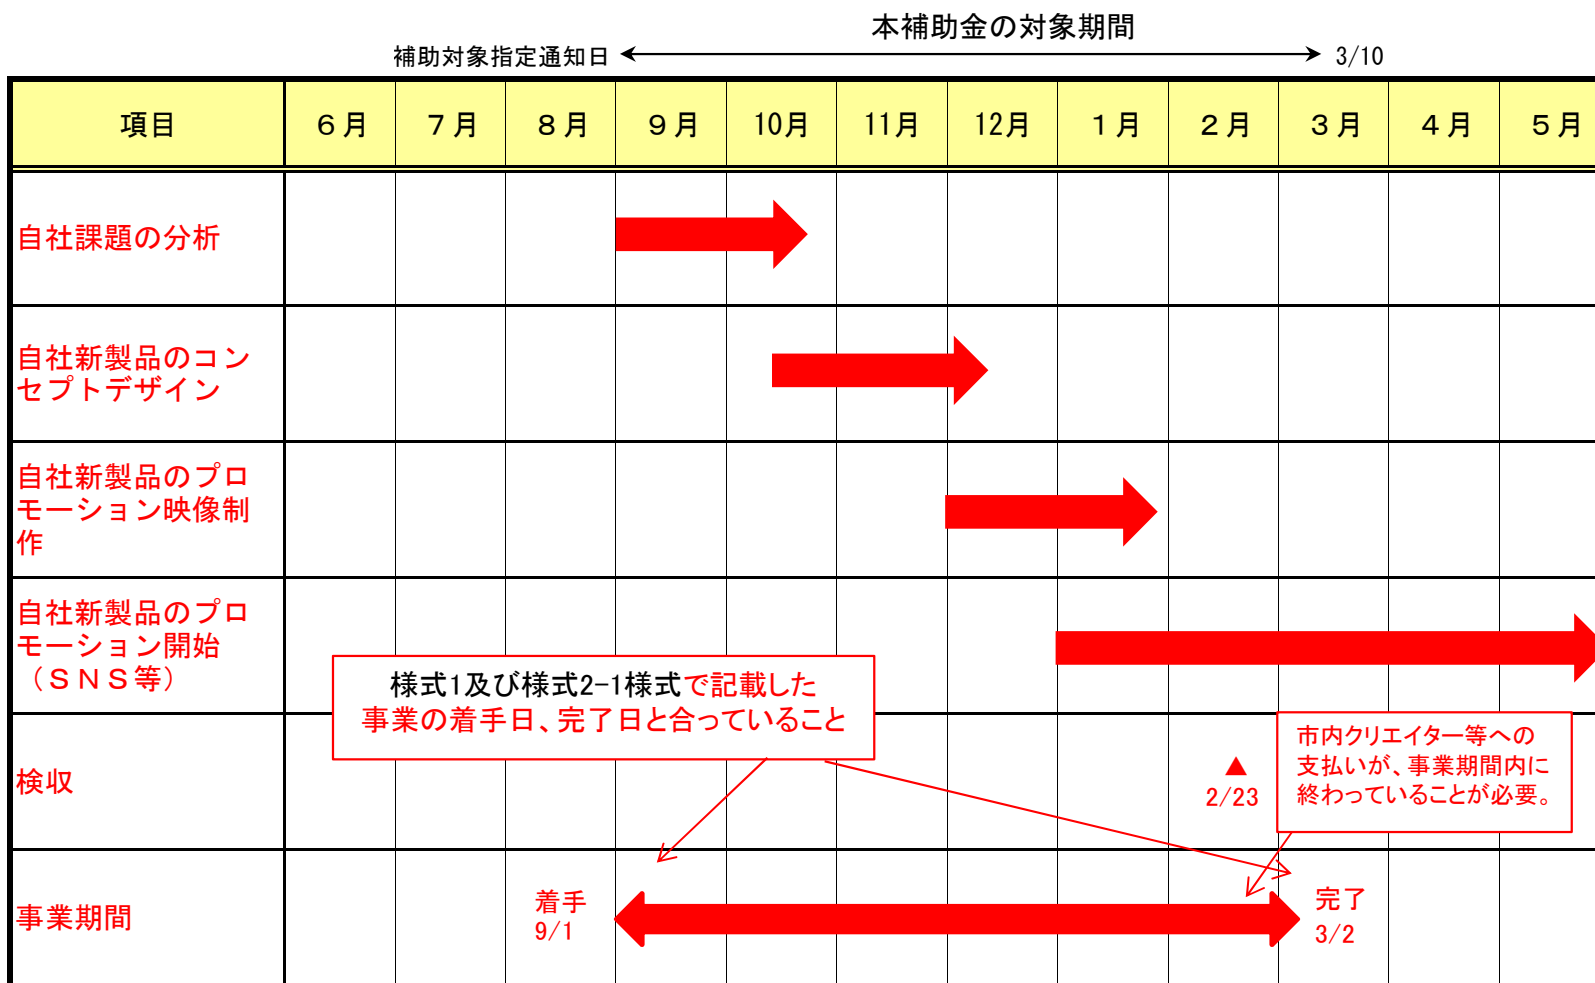 本補助金の対象期間
補助対象指定通知日
3/10
項目
６月
７月
８月
９月
10月
11月
12月
１月
２月
３月
４月
５月
自社課題の分析
自社新製品のコン
セプトデザイン
自社新製品のプロ
モーション映像制
作
自社新製品のプロ
モーション開始
（ＳＮＳ等）
様式1及び様式2-1様式で記載した
事業の着手日、完了日と合っていること
検収
▲
2/23
市内クリエイター等への
支払いが、事業期間内に
終わっていることが必要。
事業期間
着手
9/1
完了
3/2